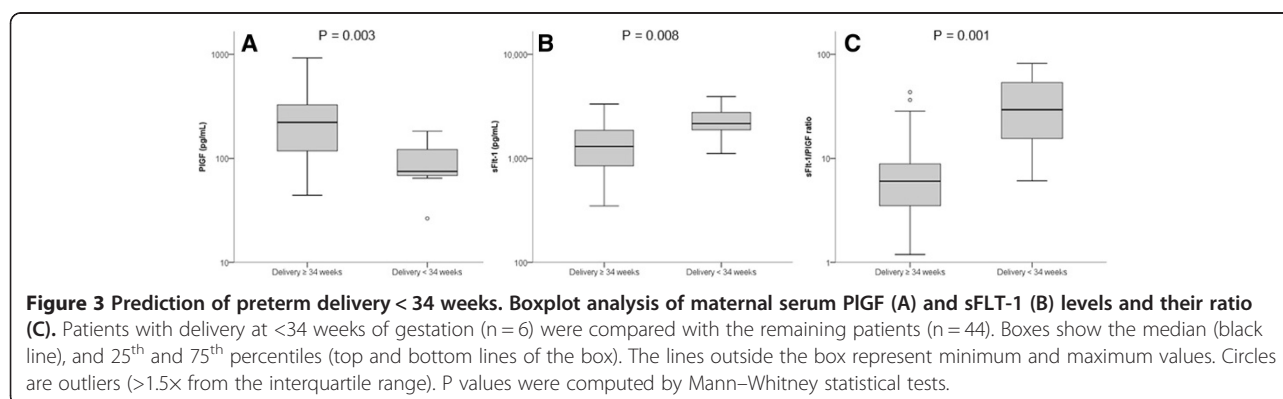 A P = 0.003
B P = 0.008
C P = 0.001
1000
100
10
PlGF (pg/mL)
Delivery ≥ 34 weeks
Delivery < 34 weeks
10,000
1,000
100
sFlt-1 (pg/mL)
Delivery ≥ 34 weeks
Delivery < 34 weeks
100
10
1
sFlt-1/PlGF ratio
Delivery ≥ 34 weeks
Delivery < 34 weeks
Figure 3 Prediction of preterm delivery < 34 weeks. Boxplot analysis of maternal serum PlGF (A) and sFLT-1 (B) levels and their ratio
(C). Patients with delivery at <34 weeks of gestation (n = 6) were compared with the remaining patients (n = 44). Boxes show the median (black
line), and 25th and 75th percentiles (top and bottom lines of the box). The lines outside the box represent minimum and maximum values. Circles
are outliers (>1.5× from the interquartile range). P values were computed by Mann–Whitney statistical tests.